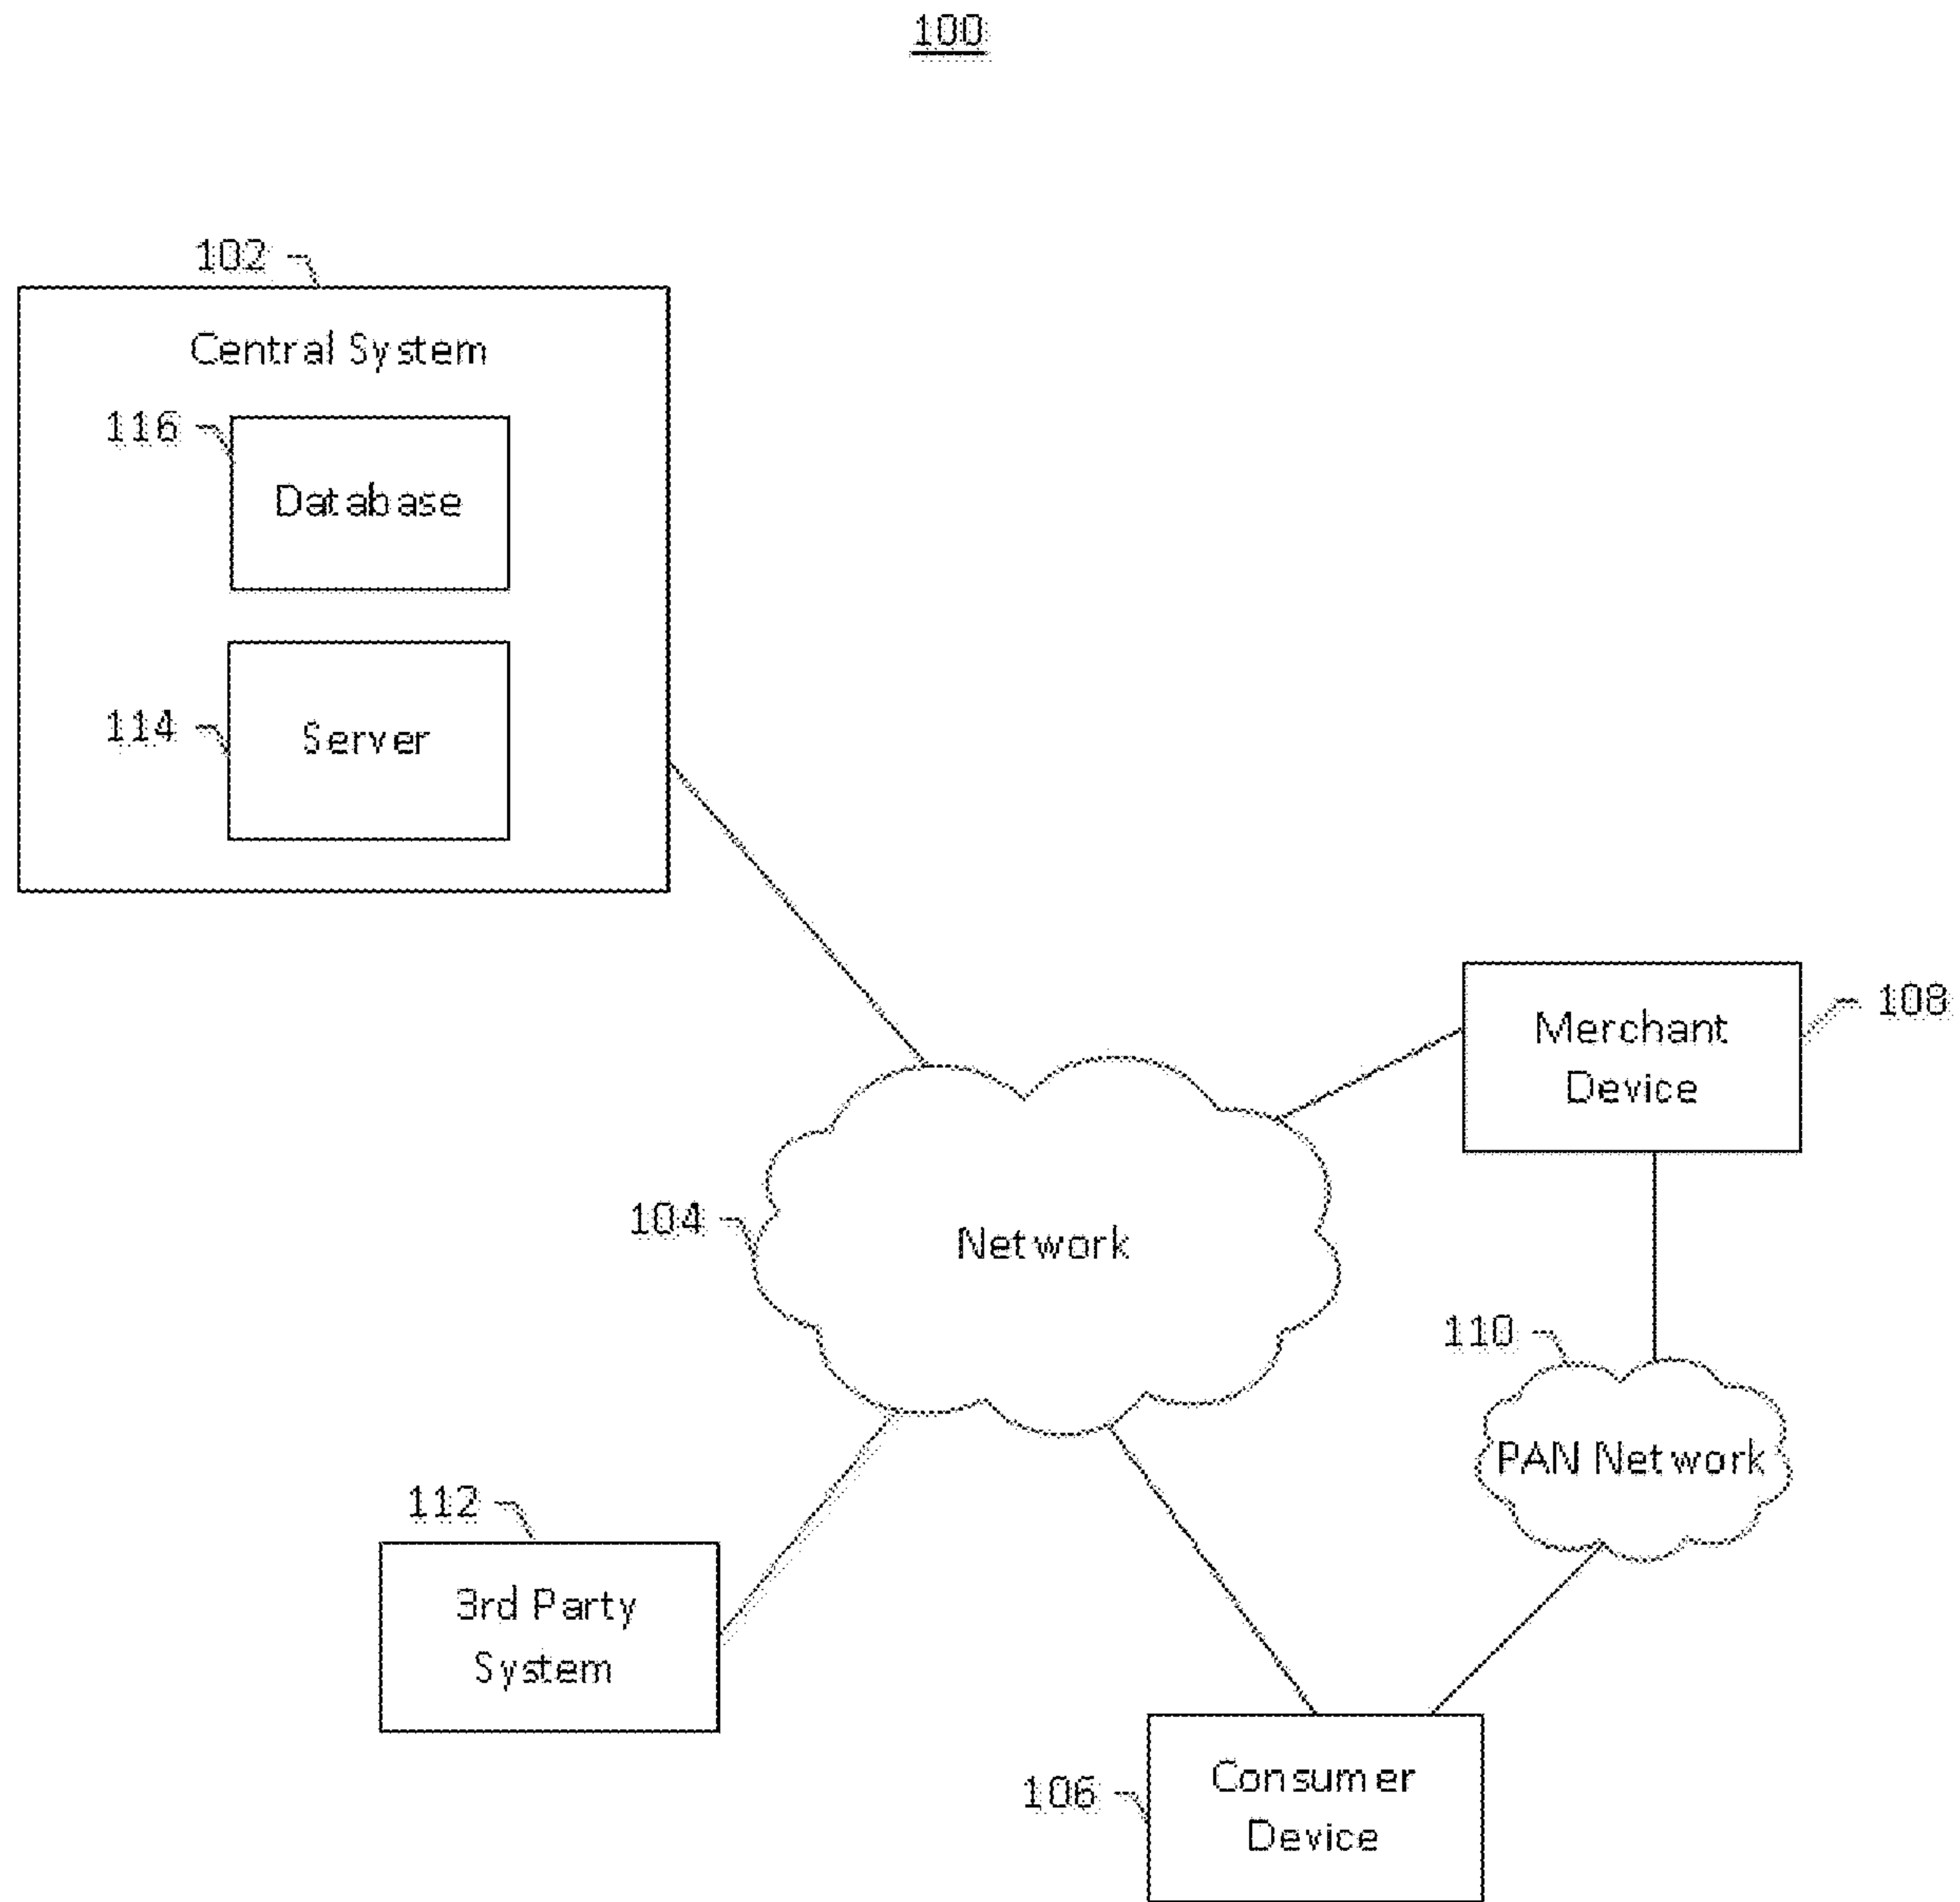 100
102
Central System
116
Database
114
Server
108
Merchant
Device
104
Network
110
PAN Network
112
3rd Party
System
106
Consumer
Device